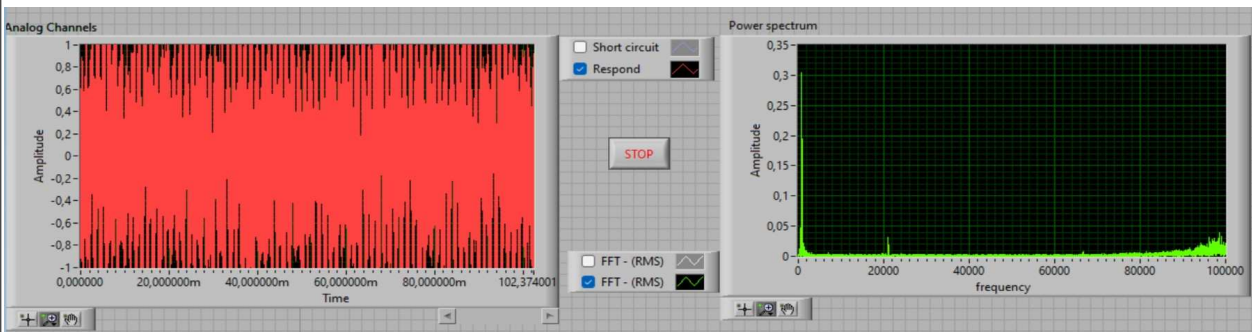 Analog Channels
1
0,8
0,6
0,4
0,2
0
-0,2
-0,4
-0,6
-0,8
-1
Amplitude
0,000000 20,000000m 40,000000m 60,000000m 80,000000m 102,374001
Time
Short circuit
Respond
STOP
FFT - (RMS)
FFT - (RMS)
Power spectrum
0,35
0,3
0,25
0,2
0,15
0,1
0,05
0
Amplitude
0 20000 40000 60000 80000 100000
frequency